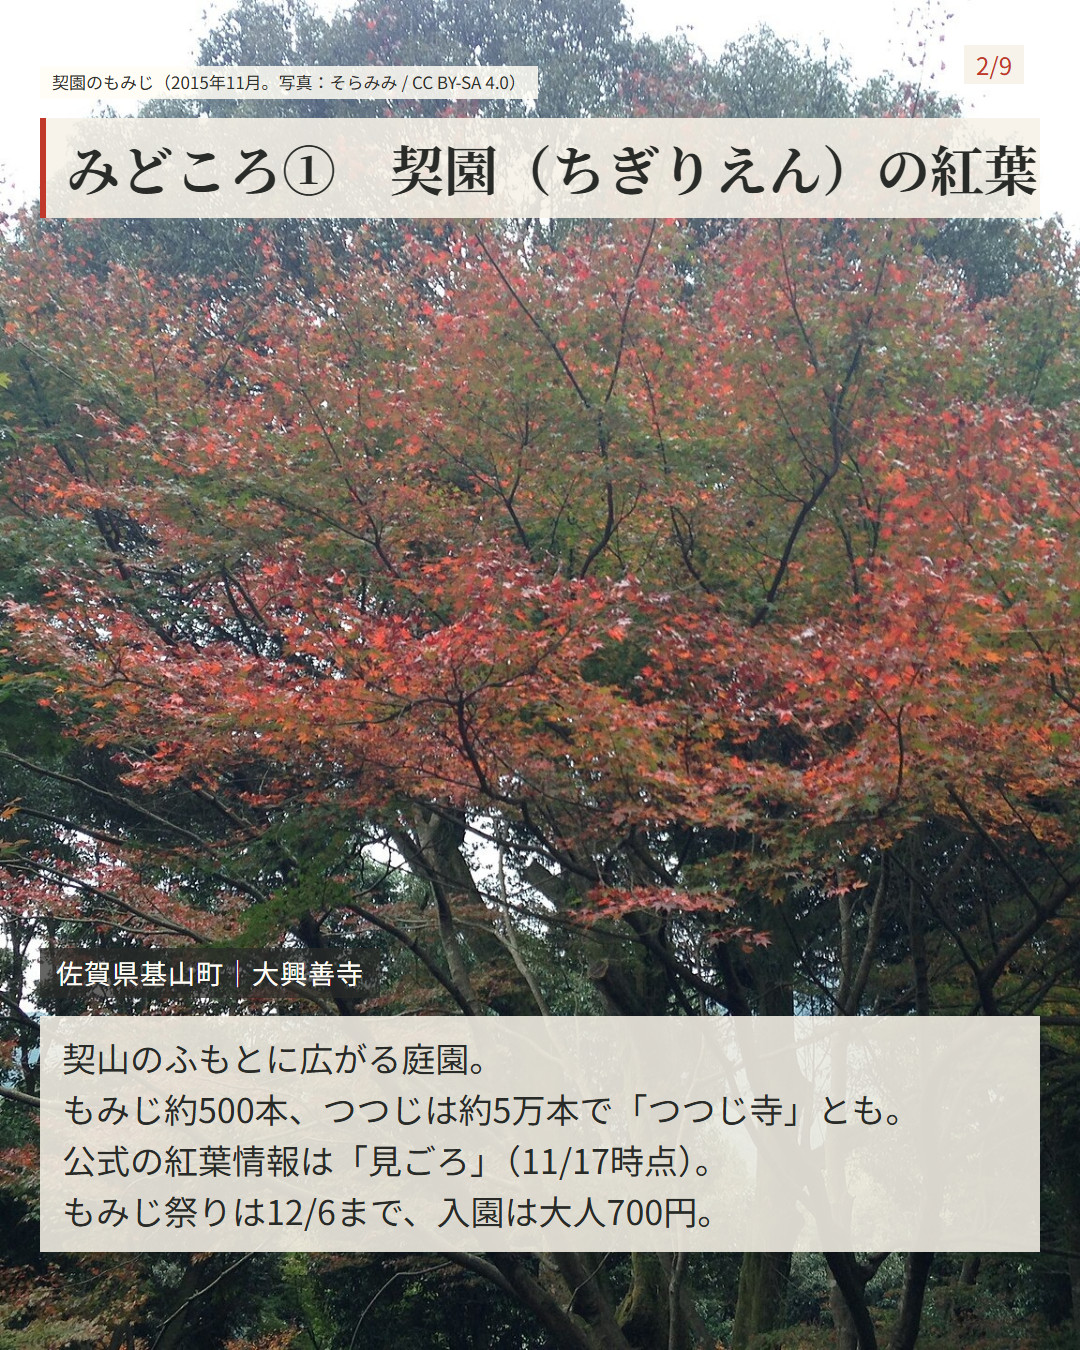 契園のもみじ（2015年11月。写真：そらみみ / CC BY-SA 4.0）
2/9
みどころ①　契園（ちぎりえん）の紅葉
佐賀県基山町｜大興善寺
契山のふもとに広がる庭園。
もみじ約500本、つつじは約5万本で「つつじ寺」とも。
公式の紅葉情報は「見ごろ」（11/17時点）。
もみじ祭りは12/6まで、入園は大人700円。